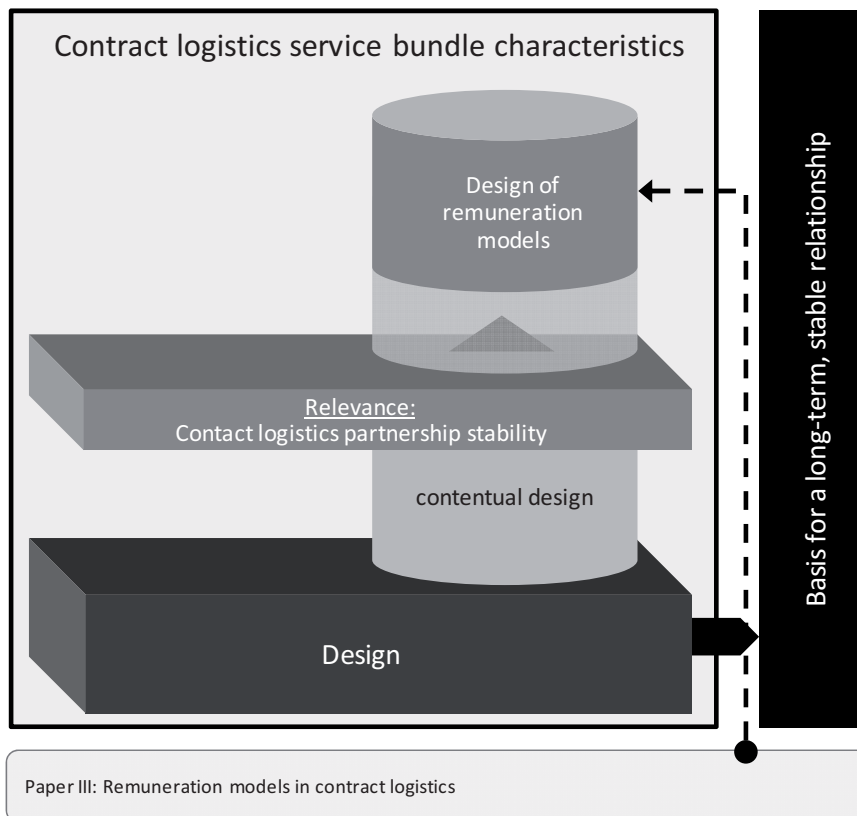 Contract logistics service bundle characteristics
Design of
remuneration
models
Relevance:
Contact logistics partnership stability
contentual design
Design
Basis for a long-term, stable relationship
Paper III: Remuneration models in contract logistics